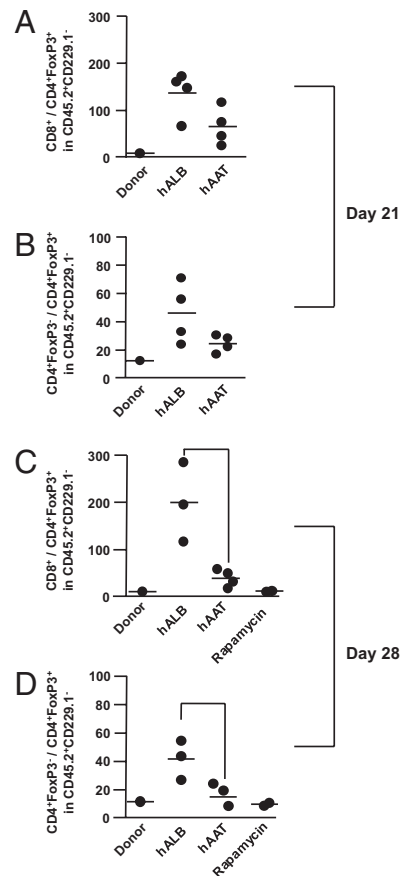 A
CD8⁺ / CD4⁺FoxP3⁺
in CD45.2⁺CD229.1⁻
300
200
100
0
Donor
hALB
hAAT
Day 21
B
CD4⁺FoxP3⁻ / CD4⁺FoxP3⁺
in CD45.2⁺CD229.1⁻
100
80
60
40
20
0
Donor
hALB
hAAT
C
CD8⁺ / CD4⁺FoxP3⁺
in CD45.2⁺CD229.1⁻
300
200
100
0
Donor
hALB
hAAT
Rapamycin
Day 28
D
CD4⁺FoxP3⁻ / CD4⁺FoxP3⁺
in CD45.2⁺CD229.1⁻
100
80
60
40
20
0
Donor
hALB
hAAT
Rapamycin